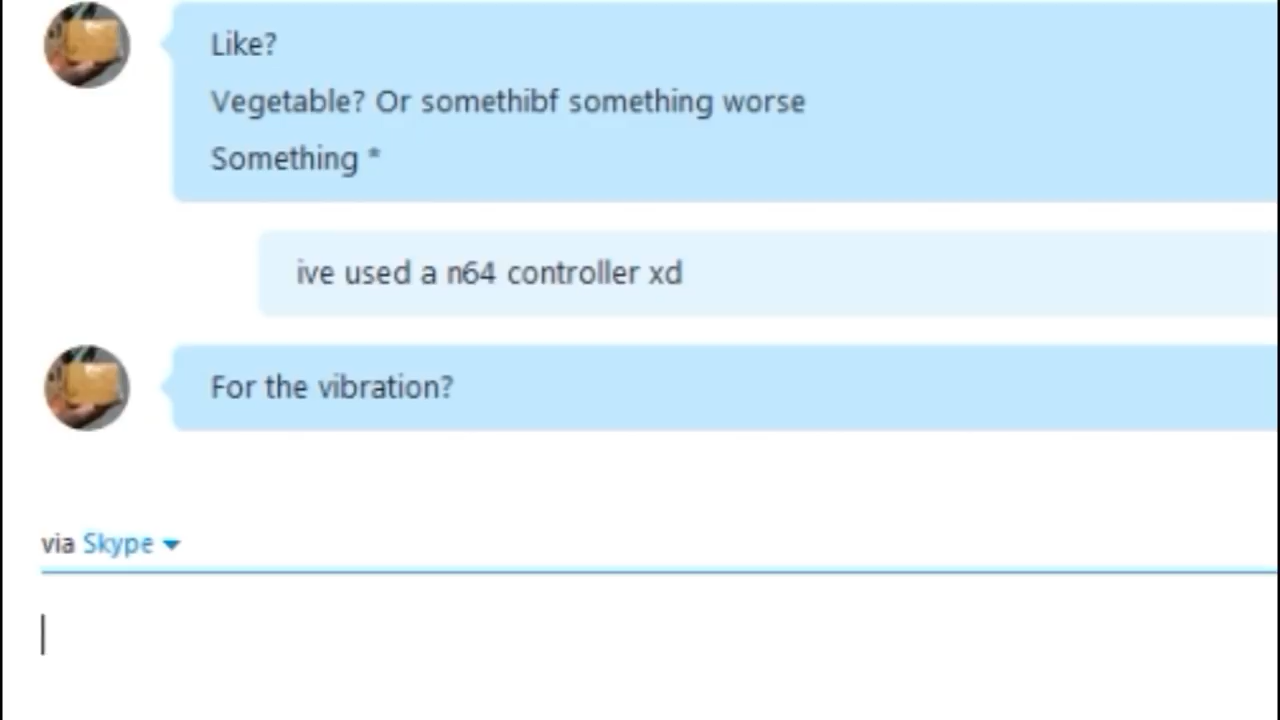 Like?
Vegetable? Or somethibf something worse
Something *
ive used a n64 controller xd
For the vibration?
via Skype